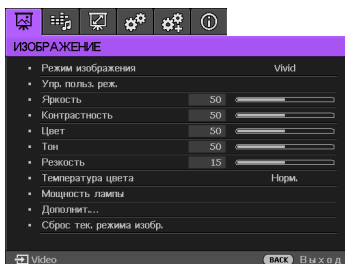 ИЗОБРАЖЕНИЕ
Режим изображения Vivid
Упр. польз. реж.
Яркость 50
Контрастность 50
Цвет 50
Тон 50
Резкость 15
Температура цвета Норм.
Мощность лампы
Дополнит....
Сброс тек. режима изобр.
Video BACK Выход